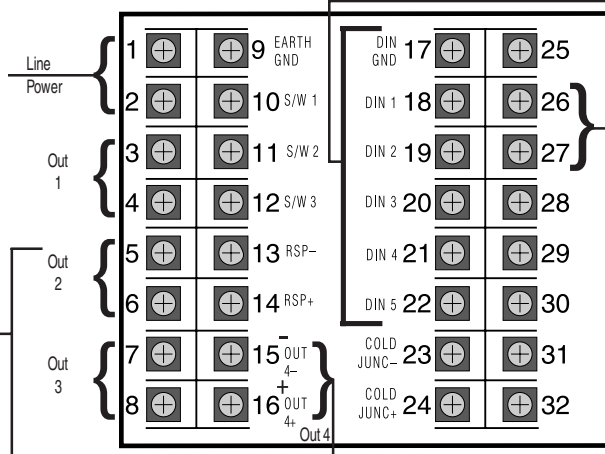 Line
Power
1
2
Out
1
3
4
Out
2
5
6
Out
3
7
8
9 EARTH
GND
10 S/W 1
11 S/W 2
12 S/W 3
13 RSP–
14 RSP+
–
15 OUT
4–
+
16 OUT
4+
Out 4
DIN
GND 17
DIN 1 18
DIN 2 19
DIN 3 20
DIN 4 21
DIN 5 22
COLD
JUNC– 23
COLD
JUNC+ 24
25
26
27
28
29
30
31
32